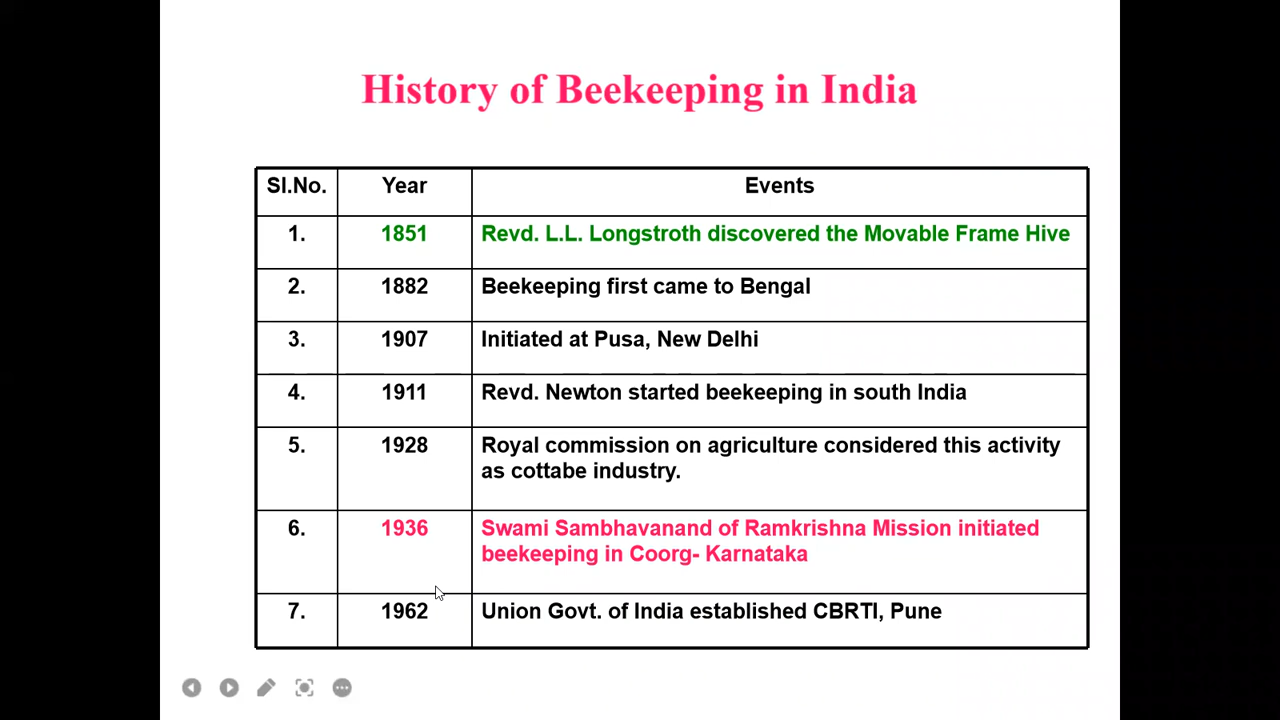 History of Beekeeping in India
Sl.No. Year Events
1. 1851 Revd. L.L. Longstroth discovered the Movable Frame Hive
2. 1882 Beekeeping first came to Bengal
3. 1907 Initiated at Pusa, New Delhi
4. 1911 Revd. Newton started beekeeping in south India
5. 1928 Royal commission on agriculture considered this activity
as cottabe industry.
6. 1936 Swami Sambhavanand of Ramkrishna Mission initiated
beekeeping in Coorg- Karnataka
7. 1962 Union Govt. of India established CBRTI, Pune